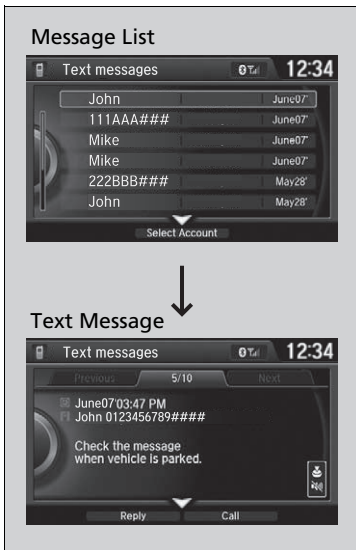 Message List
Text messages 12:34
John June07'
111AAA### June07'
Mike June07'
Mike June07'
222BBB### May28'
John May28'
Select Account
Text Message
Text messages 12:34
Previous 5/10 Next
June07'03:47 PM
John 0123456789####
Check the message
when vehicle is parked.
Reply Call